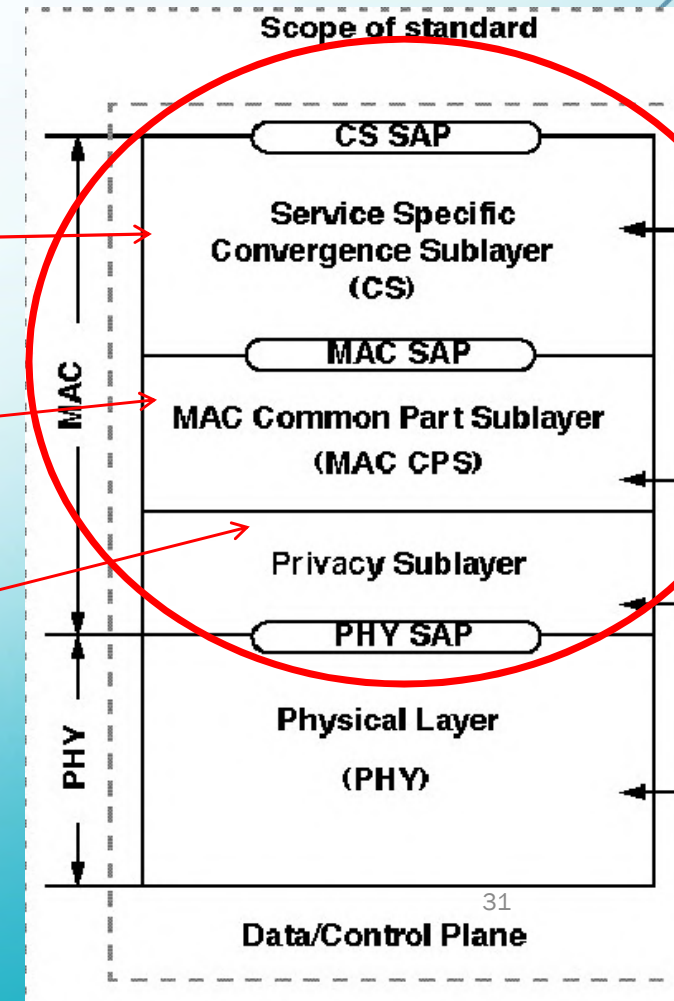 Scope of standard
CS SAP
Service Specific
Convergence Sublayer
(CS)
MAC SAP
MAC
MAC Common Part Sublayer
(MAC CPS)
Privacy Sublayer
PHY SAP
Physical Layer
PHY
(PHY)
31
Data/Control Plane